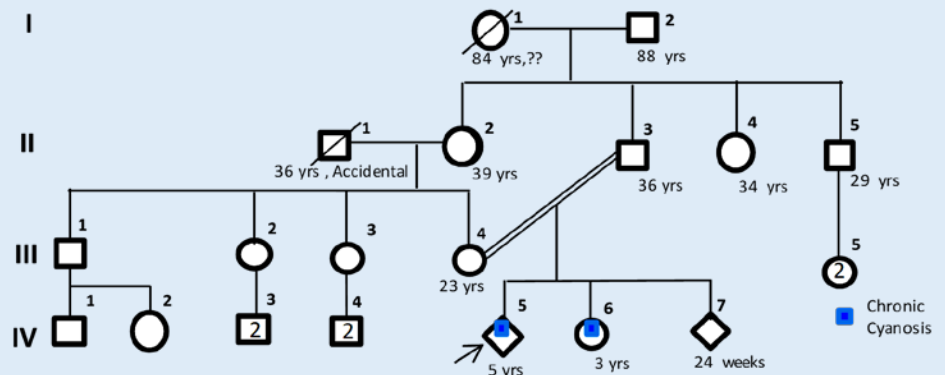 I
1
2
84 yrs,??
88 yrs
II
1
2
3
4
5
36 yrs , Accidental
39 yrs
36 yrs
34 yrs
29 yrs
III
1
2
3
4
5
23 yrs
2
IV
1
2
3
4
5
6
7
2
2
5 yrs
3 yrs
24 weeks
Chronic
Cyanosis